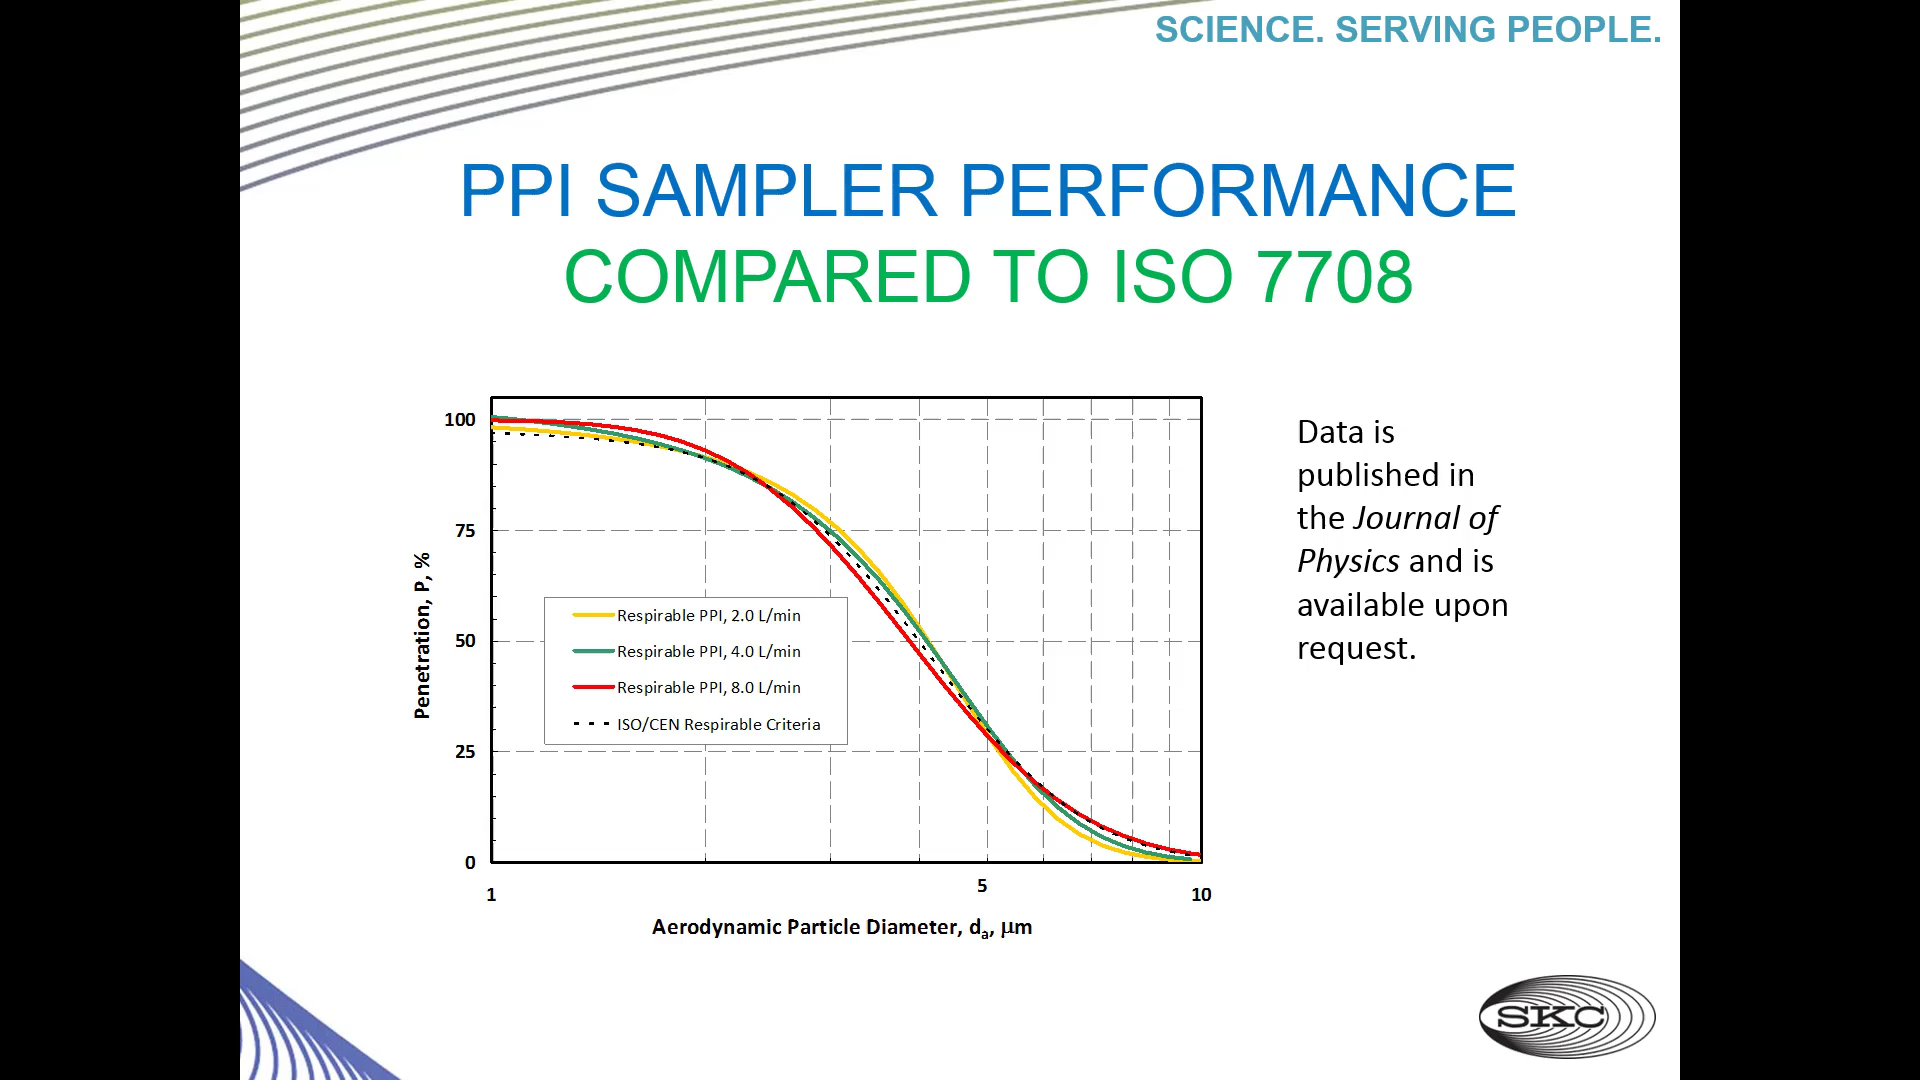 SCIENCE. SERVING PEOPLE.
PPI SAMPLER PERFORMANCE
COMPARED TO ISO 7708
100
75
50
25
0
Penetration, P, %
Respirable PPI, 2.0 L/min
Respirable PPI, 4.0 L/min
Respirable PPI, 8.0 L/min
ISO/CEN Respirable Criteria
1
5
10
Aerodynamic Particle Diameter, da, µm
Data is
published in
the Journal of
Physics and is
available upon
request.
SKC